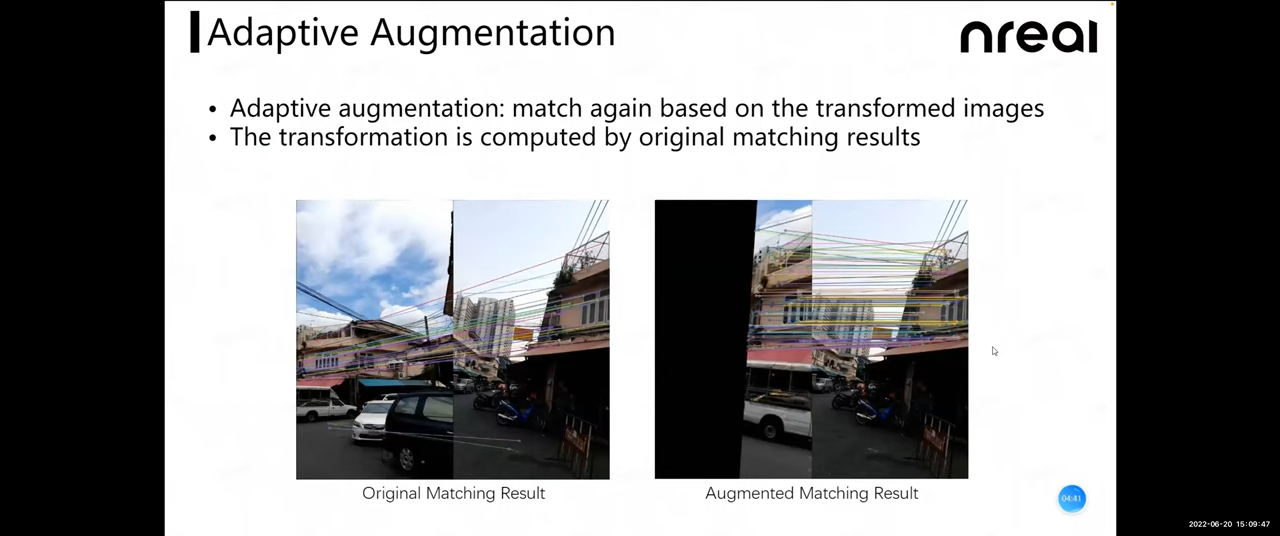 Adaptive Augmentation
nreal
• Adaptive augmentation: match again based on the transformed images
• The transformation is computed by original matching results
Original Matching Result
Augmented Matching Result
04:41
2022-06-20 15:09:47